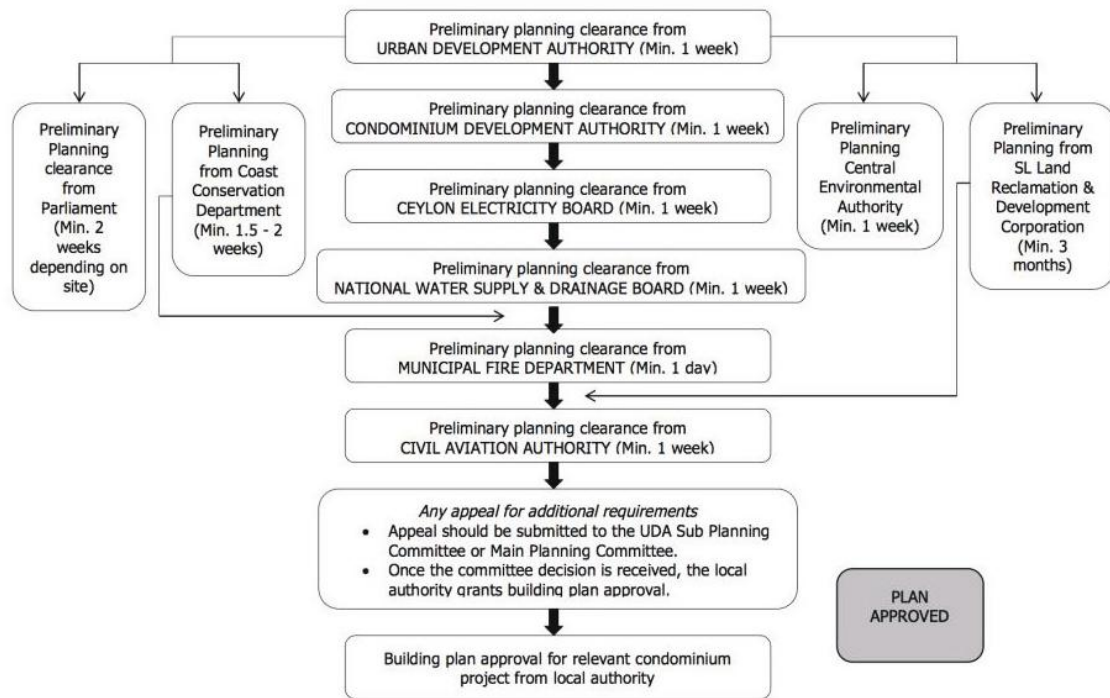 Preliminary planning clearance from
URBAN DEVELOPMENT AUTHORITY (Min. 1 week)
Preliminary
Planning
clearance
from
Parliament
(Min. 2
weeks
depending on
site)
Preliminary
Planning
from Coast
Conservation
Department
(Min. 1.5 - 2
weeks)
Preliminary planning clearance from
CONDOMINIUM DEVELOPMENT AUTHORITY (Min. 1 week)
Preliminary planning clearance from
CEYLON ELECTRICITY BOARD (Min. 1 week)
Preliminary planning clearance from
NATIONAL WATER SUPPLY & DRAINAGE BOARD (Min. 1 week)
Preliminary
Planning
Central
Environmental
Authority
(Min. 1 week)
Preliminary
Planning from
SL Land
Reclamation &
Development
Corporation
(Min. 3
months)
Preliminary planning clearance from
MUNICIPAL FIRE DEPARTMENT (Min. 1 day)
Preliminary planning clearance from
CIVIL AVIATION AUTHORITY (Min. 1 week)
Any appeal for additional requirements
• Appeal should be submitted to the UDA Sub Planning
Committee or Main Planning Committee.
• Once the committee decision is received, the local
authority grants building plan approval.
PLAN
APPROVED
Building plan approval for relevant condominium
project from local authority